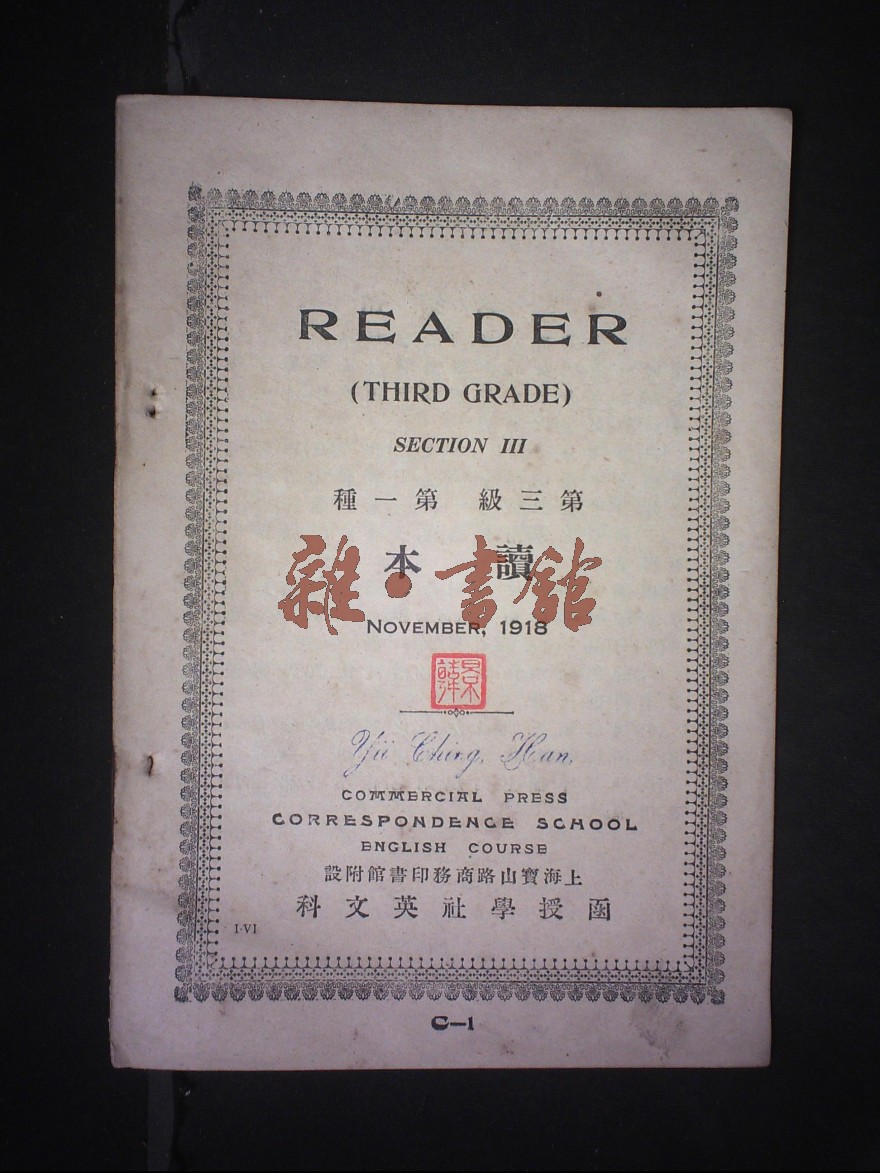 READER
(THIRD GRADE)
SECTION III
第三級 第一種
讀本
雜·書館
NOVEMBER, 1918
Yü Ching, Han,
COMMERCIAL PRESS
CORRESPONDENCE SCHOOL
ENGLISH COURSE
上海寶山路商務印書館附設
函授學社英文科
I-VI
C—1